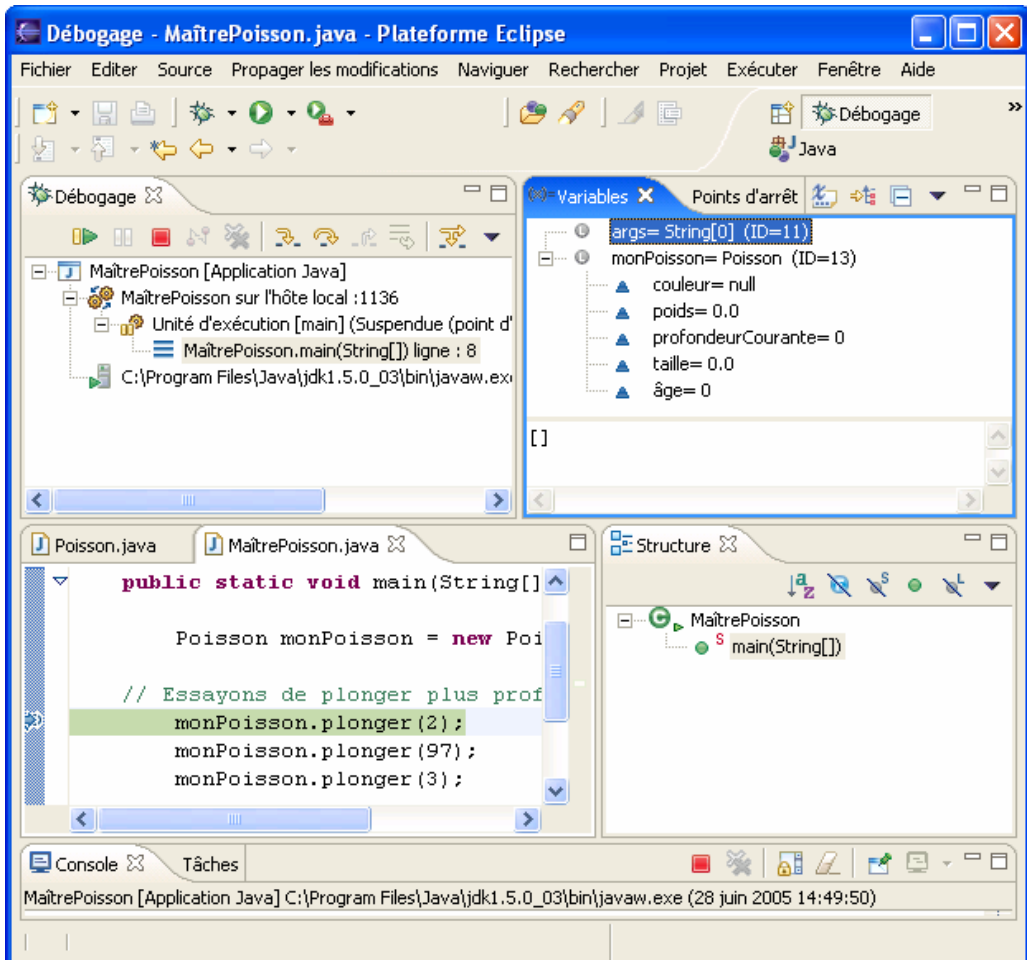 Débogage - MaîtrePoisson.java - Plateforme Eclipse
Fichier Editer Source Propager les modifications Naviguer Rechercher Projet Exécuter Fenêtre Aide
Débogage
Java
Débogage
MaîtrePoisson [Application Java]
MaîtrePoisson sur l'hôte local :1136
Unité d'exécution [main] (Suspendue (point d'
MaîtrePoisson.main(String[]) ligne : 8
C:\Program Files\Java\jdk1.5.0_03\bin\javaw.ex
Variables Points d'arrêt
args= String[0] (ID=11)
monPoisson= Poisson (ID=13)
couleur= null
poids= 0.0
profondeurCourante= 0
taille= 0.0
âge= 0
[]
Poisson.java MaîtrePoisson.java
public static void main(String[]
Poisson monPoisson = new Poi
// Essayons de plonger plus prof
monPoisson.plonger(2);
monPoisson.plonger(97);
monPoisson.plonger(3);
Structure
MaîtrePoisson
main(String[])
Console Tâches
MaîtrePoisson [Application Java] C:\Program Files\Java\jdk1.5.0_03\bin\javaw.exe (28 juin 2005 14:49:50)